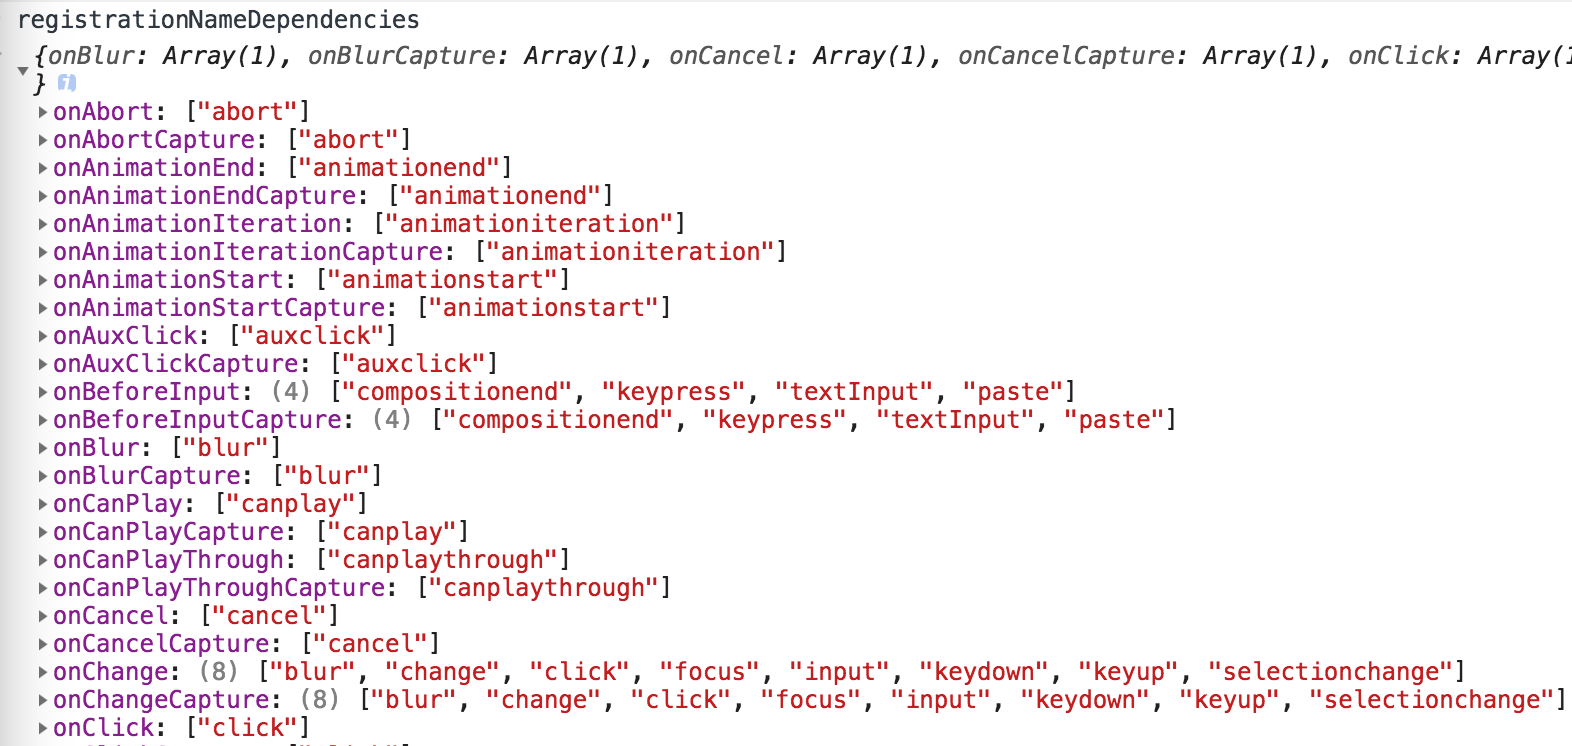 registrationNameDependencies
{onBlur: Array(1), onBlurCapture: Array(1), onCancel: Array(1), onCancelCapture: Array(1), onClick: Array(1
}
onAbort: ["abort"]
onAbortCapture: ["abort"]
onAnimationEnd: ["animationend"]
onAnimationEndCapture: ["animationend"]
onAnimationIteration: ["animationiteration"]
onAnimationIterationCapture: ["animationiteration"]
onAnimationStart: ["animationstart"]
onAnimationStartCapture: ["animationstart"]
onAuxClick: ["auxclick"]
onAuxClickCapture: ["auxclick"]
onBeforeInput: (4) ["compositionend", "keypress", "textInput", "paste"]
onBeforeInputCapture: (4) ["compositionend", "keypress", "textInput", "paste"]
onBlur: ["blur"]
onBlurCapture: ["blur"]
onCanPlay: ["canplay"]
onCanPlayCapture: ["canplay"]
onCanPlayThrough: ["canplaythrough"]
onCanPlayThroughCapture: ["canplaythrough"]
onCancel: ["cancel"]
onCancelCapture: ["cancel"]
onChange: (8) ["blur", "change", "click", "focus", "input", "keydown", "keyup", "selectionchange"]
onChangeCapture: (8) ["blur", "change", "click", "focus", "input", "keydown", "keyup", "selectionchange"]
onClick: ["click"]